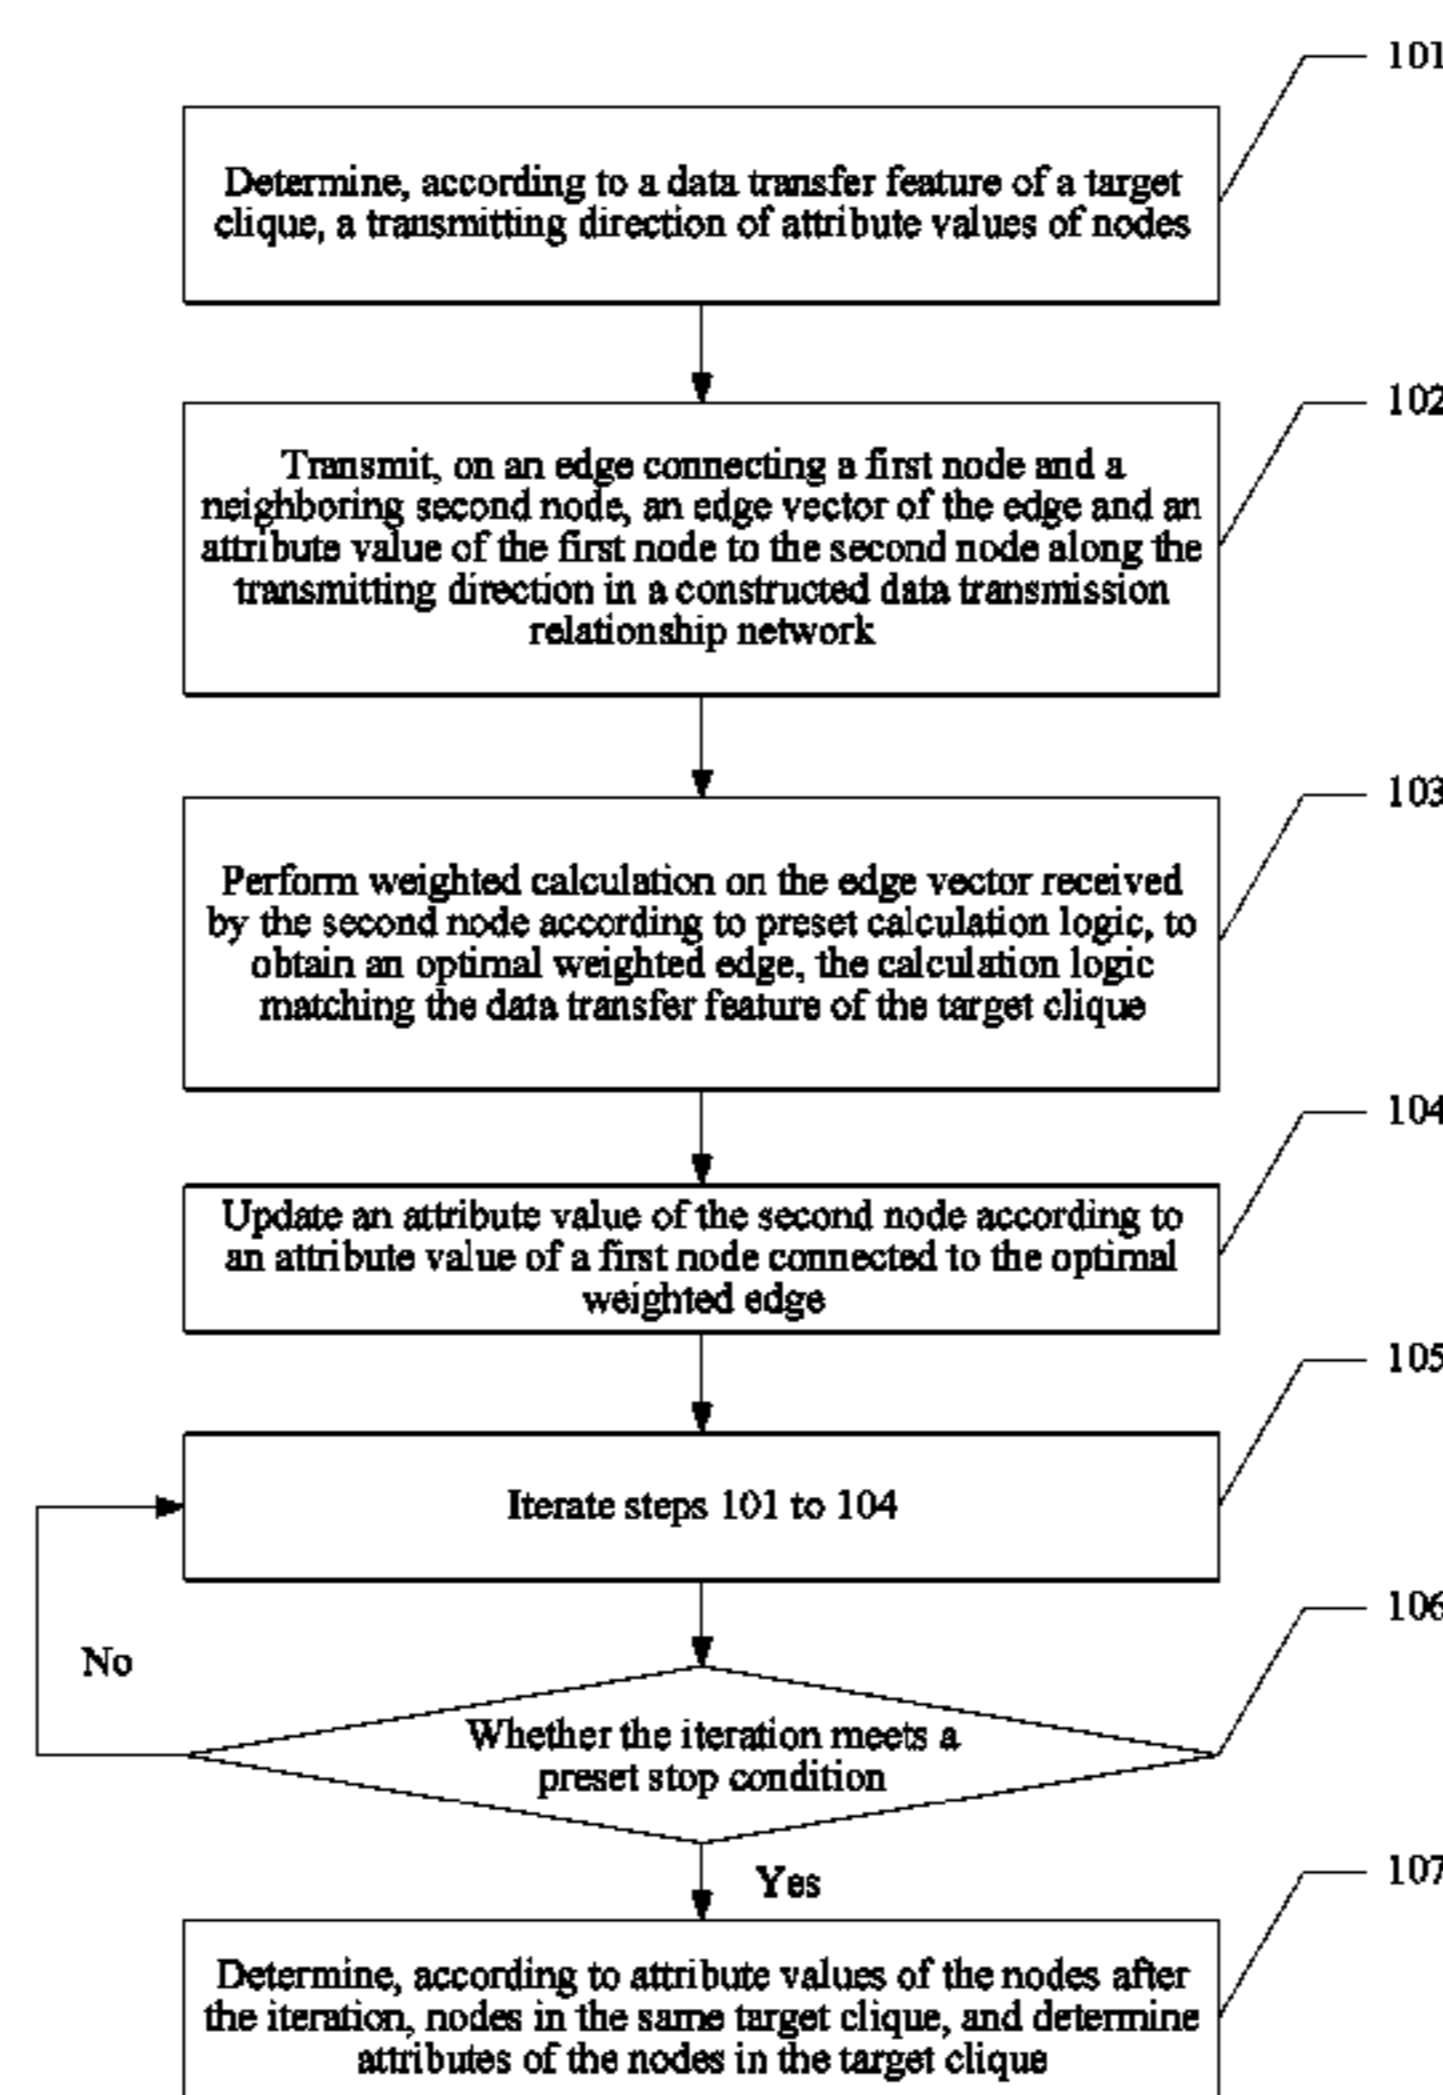 101
Determine, according to a data transfer feature of a target
clique, a transmitting direction of attribute values of nodes
102
Transmit, on an edge connecting a first node and a
neighboring second node, an edge vector of the edge and an
attribute value of the first node to the second node along the
transmitting direction in a constructed data transmission
relationship network
103
Perform weighted calculation on the edge vector received
by the second node according to preset calculation logic, to
obtain an optimal weighted edge, the calculation logic
matching the data transfer feature of the target clique
104
Update an attribute value of the second node according to
an attribute value of a first node connected to the optimal
weighted edge
105
Iterate steps 101 to 104
106
No
Whether the iteration meets a
preset stop condition
Yes
107
Determine, according to attribute values of the nodes after
the iteration, nodes in the same target clique, and determine
attributes of the nodes in the target clique